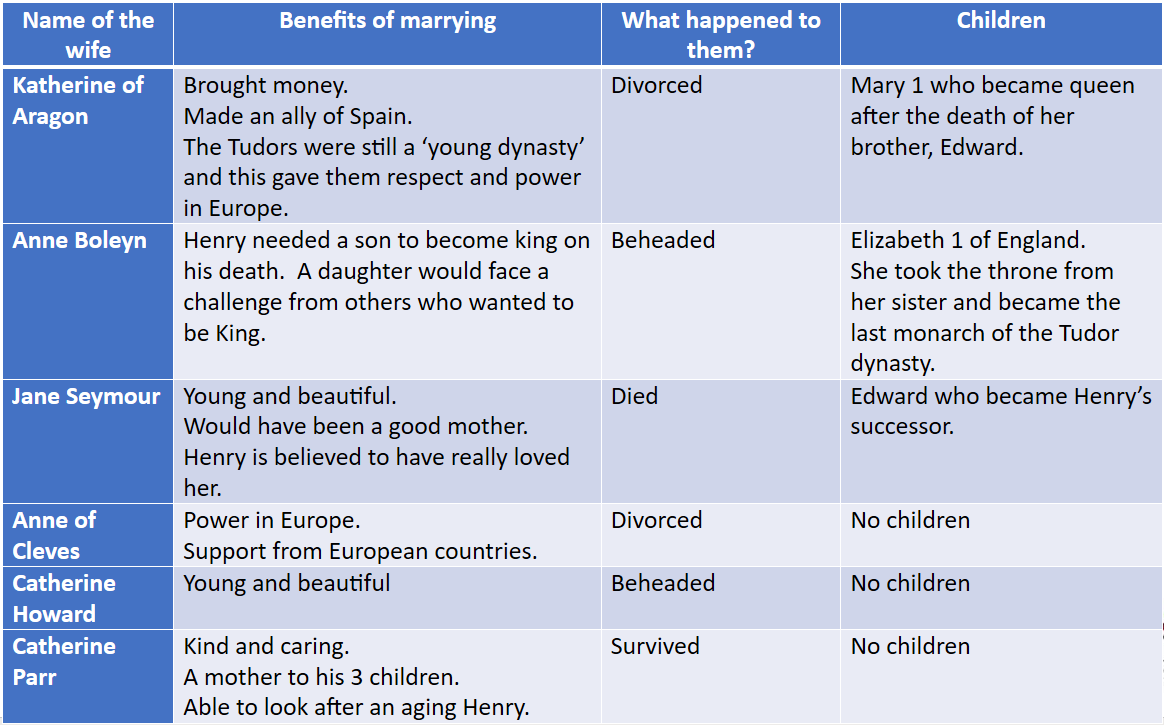 Name of the
wife
Benefits of marrying
What happened to
them?
Children
Katherine of
Aragon
Brought money.
Made an ally of Spain.
The Tudors were still a ‘young dynasty’
and this gave them respect and power
in Europe.
Divorced
Mary 1 who became queen
after the death of her
brother, Edward.
Anne Boleyn
Henry needed a son to become king on
his death.  A daughter would face a
challenge from others who wanted to
be King.
Beheaded
Elizabeth 1 of England.
She took the throne from
her sister and became the
last monarch of the Tudor
dynasty.
Jane Seymour
Young and beautiful.
Would have been a good mother.
Henry is believed to have really loved
her.
Died
Edward who became Henry’s
successor.
Anne of
Cleves
Power in Europe.
Support from European countries.
Divorced
No children
Catherine
Howard
Young and beautiful
Beheaded
No children
Catherine
Parr
Kind and caring.
A mother to his 3 children.
Able to look after an aging Henry.
Survived
No children